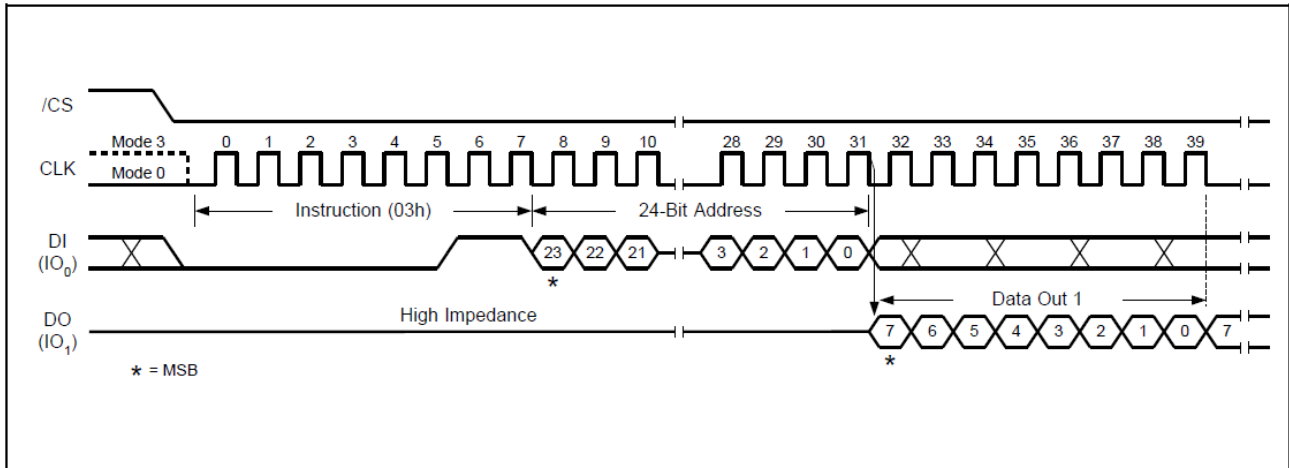 /CS
Mode 3 0 1 2 3 4 5 6 7 8 9 10 28 29 30 31 32 33 34 35 36 37 38 39
CLK Mode 0
Instruction (03h) 24-Bit Address
DI
(IO0) 23 22 21 3 2 1 0
*
Data Out 1
High Impedance
DO
(IO1) 7 6 5 4 3 2 1 0 7
*
* = MSB